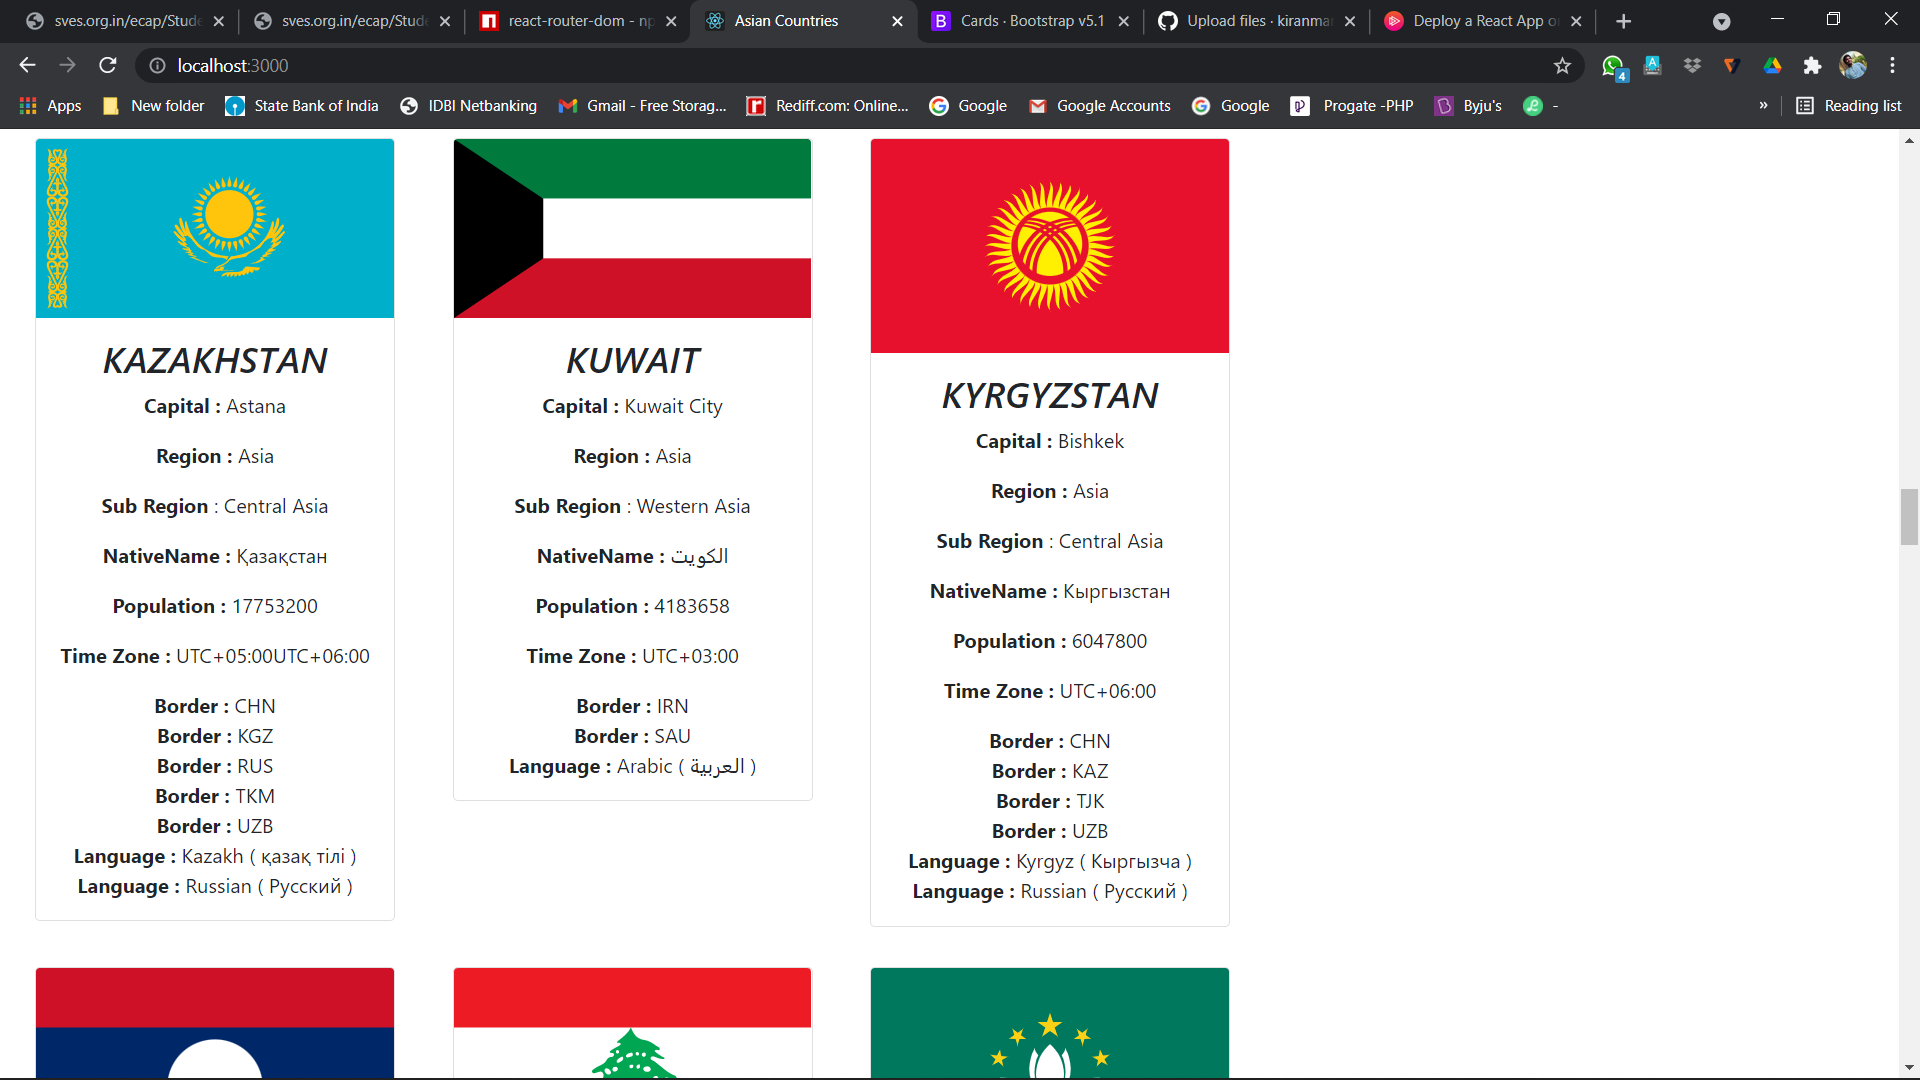 sves.org.in/ecap/Stude
sves.org.in/ecap/Stude
react-router-dom - np
Asian Countries
Cards · Bootstrap v5.1
Upload files · kiranmar
Deploy a React App o
localhost:3000
4
Apps
New folder
State Bank of India
IDBI Netbanking
Gmail - Free Storag...
Rediff.com: Online...
Google
Google Accounts
Google
Progate -PHP
Byju's
-
»
Reading list
KAZAKHSTAN
Capital : Astana
Region : Asia
Sub Region : Central Asia
NativeName : Қазақстан
Population : 17753200
Time Zone : UTC+05:00UTC+06:00
Border : CHN
Border : KGZ
Border : RUS
Border : TKM
Border : UZB
Language : Kazakh ( қазақ тілі )
Language : Russian ( Русский )
KUWAIT
Capital : Kuwait City
Region : Asia
Sub Region : Western Asia
NativeName : الكويت
Population : 4183658
Time Zone : UTC+03:00
Border : IRN
Border : SAU
Language : Arabic ( العربية )
KYRGYZSTAN
Capital : Bishkek
Region : Asia
Sub Region : Central Asia
NativeName : Кыргызстан
Population : 6047800
Time Zone : UTC+06:00
Border : CHN
Border : KAZ
Border : TJK
Border : UZB
Language : Kyrgyz ( Кыргызча )
Language : Russian ( Русский )